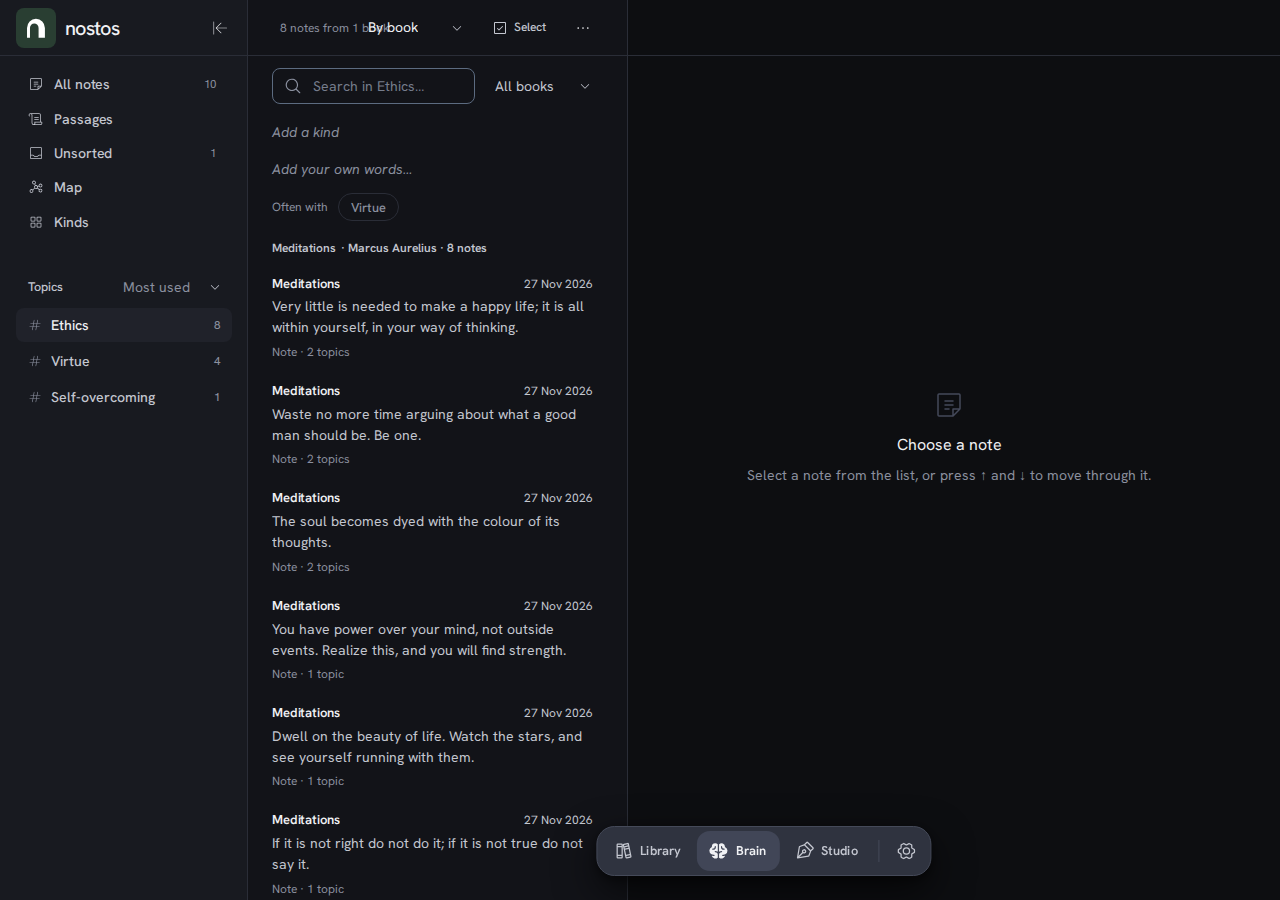 nostos
8 notes from 1 book
By book
Select
All notes 10
Passages
Unsorted 1
Map
Kinds
Topics Most used
# Ethics 8
# Virtue 4
# Self-overcoming 1
Search in Ethics...
All books
Add a kind
Add your own words...
Often with Virtue
Meditations · Marcus Aurelius · 8 notes
Meditations 27 Nov 2026
Very little is needed to make a happy life; it is all
within yourself, in your way of thinking.
Note · 2 topics
Meditations 27 Nov 2026
Waste no more time arguing about what a good
man should be. Be one.
Note · 2 topics
Meditations 27 Nov 2026
The soul becomes dyed with the colour of its
thoughts.
Note · 2 topics
Meditations 27 Nov 2026
You have power over your mind, not outside
events. Realize this, and you will find strength.
Note · 1 topic
Meditations 27 Nov 2026
Dwell on the beauty of life. Watch the stars, and
see yourself running with them.
Note · 1 topic
Meditations 27 Nov 2026
If it is not right do not do it; if it is not true do not
say it.
Note · 1 topic
Choose a note
Select a note from the list, or press ↑ and ↓ to move through it.
Library
Brain
Studio